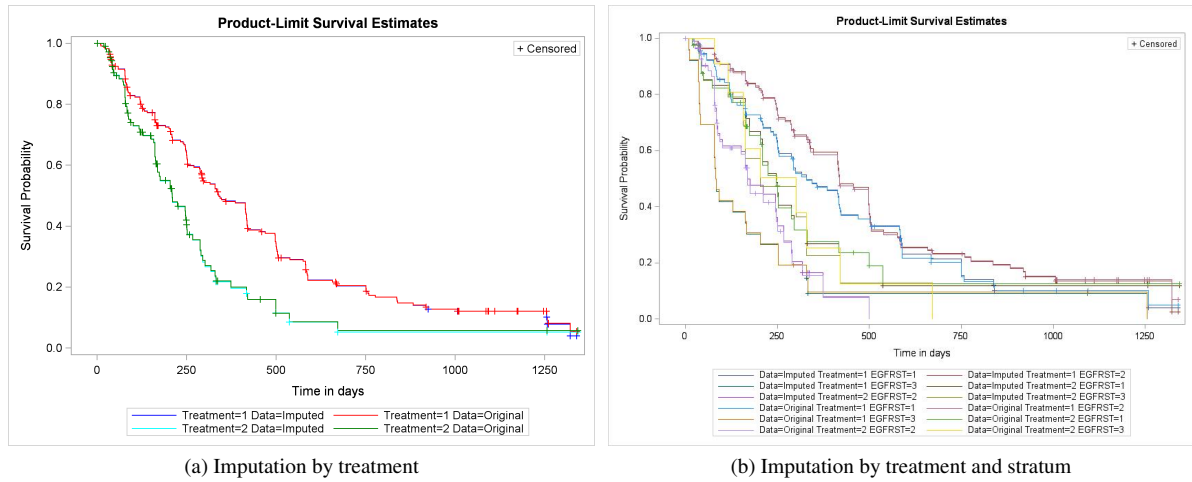 Product-Limit Survival Estimates
+ Censored
Survival Probability
1.0
0.8
0.6
0.4
0.2
0.0
0
250
500
750
1000
1250
Time in days
Treatment=1 Data=Imputed
Treatment=1 Data=Original
Treatment=2 Data=Imputed
Treatment=2 Data=Original
(a) Imputation by treatment
Product-Limit Survival Estimates
+ Censored
Survival Probability
1.0
0.8
0.6
0.4
0.2
0.0
0
250
500
750
1000
1250
Time in days
Data=Imputed Treatment=1 EGFRST=1
Data=Imputed Treatment=1 EGFRST=2
Data=Imputed Treatment=1 EGFRST=3
Data=Imputed Treatment=2 EGFRST=1
Data=Imputed Treatment=2 EGFRST=2
Data=Imputed Treatment=2 EGFRST=3
Data=Original Treatment=1 EGFRST=1
Data=Original Treatment=1 EGFRST=2
Data=Original Treatment=1 EGFRST=3
Data=Original Treatment=2 EGFRST=1
Data=Original Treatment=2 EGFRST=2
Data=Original Treatment=2 EGFRST=3
(b) Imputation by treatment and stratum